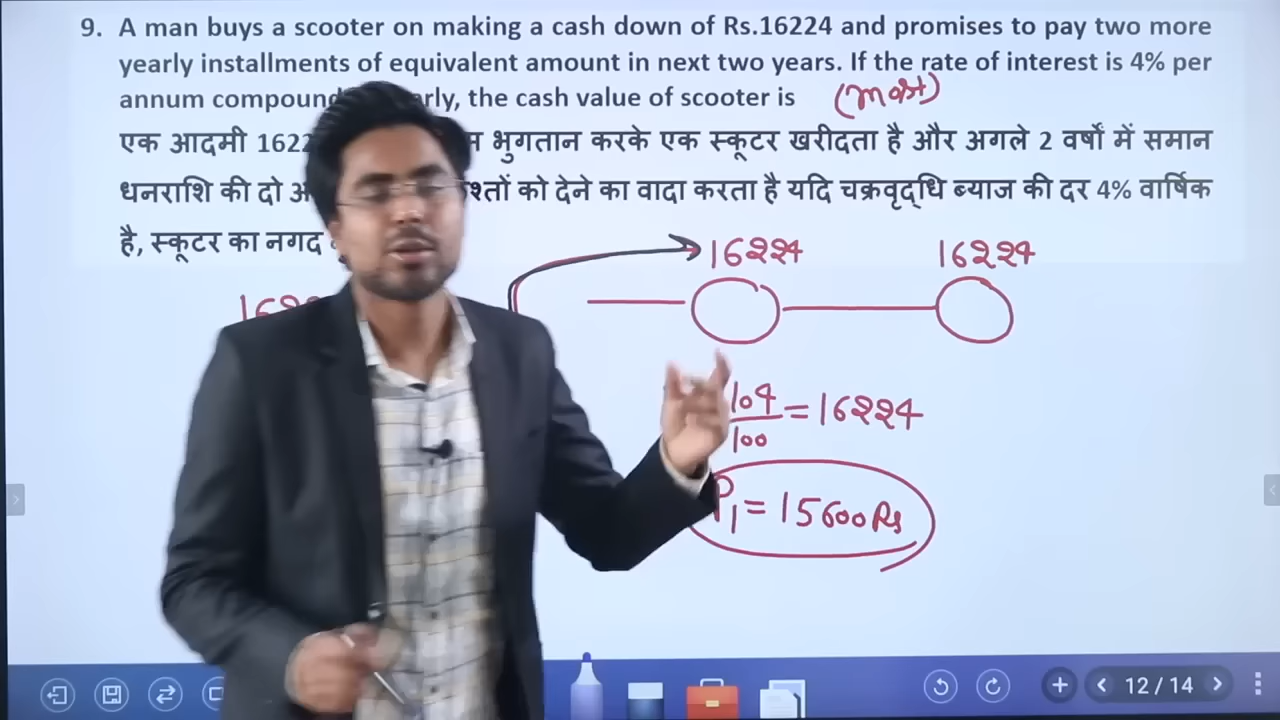 9. A man buys a scooter on making a cash down of Rs.16224 and promises to pay two more
yearly installments of equivalent amount in next two years. If the rate of interest is 4% per
annum the cash value of scooter is (most)
एक आदमी भुगतान करके एक स्कूटर खरीदता है और अगले 2 वर्षों में समान
धनराशि की दो को देने का वादा करता है यदि चक्रवृद्धि ब्याज की दर 4% वार्षिक
है, स्कूटर का नगद
16224 16224
104
100
= 16224
P₁ = 15600 Rs
12 / 14